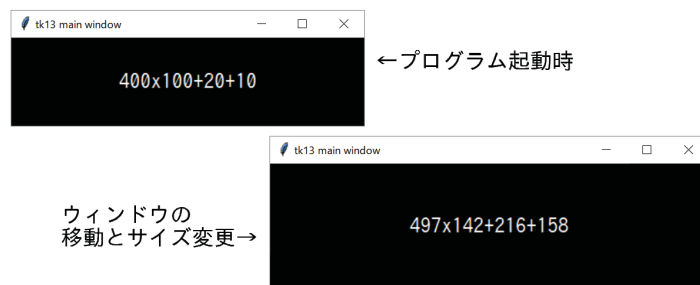 tk13 main window
400x100+20+10
←プログラム起動時
tk13 main window
497x142+216+158
ウィンドウの
移動とサイズ変更→